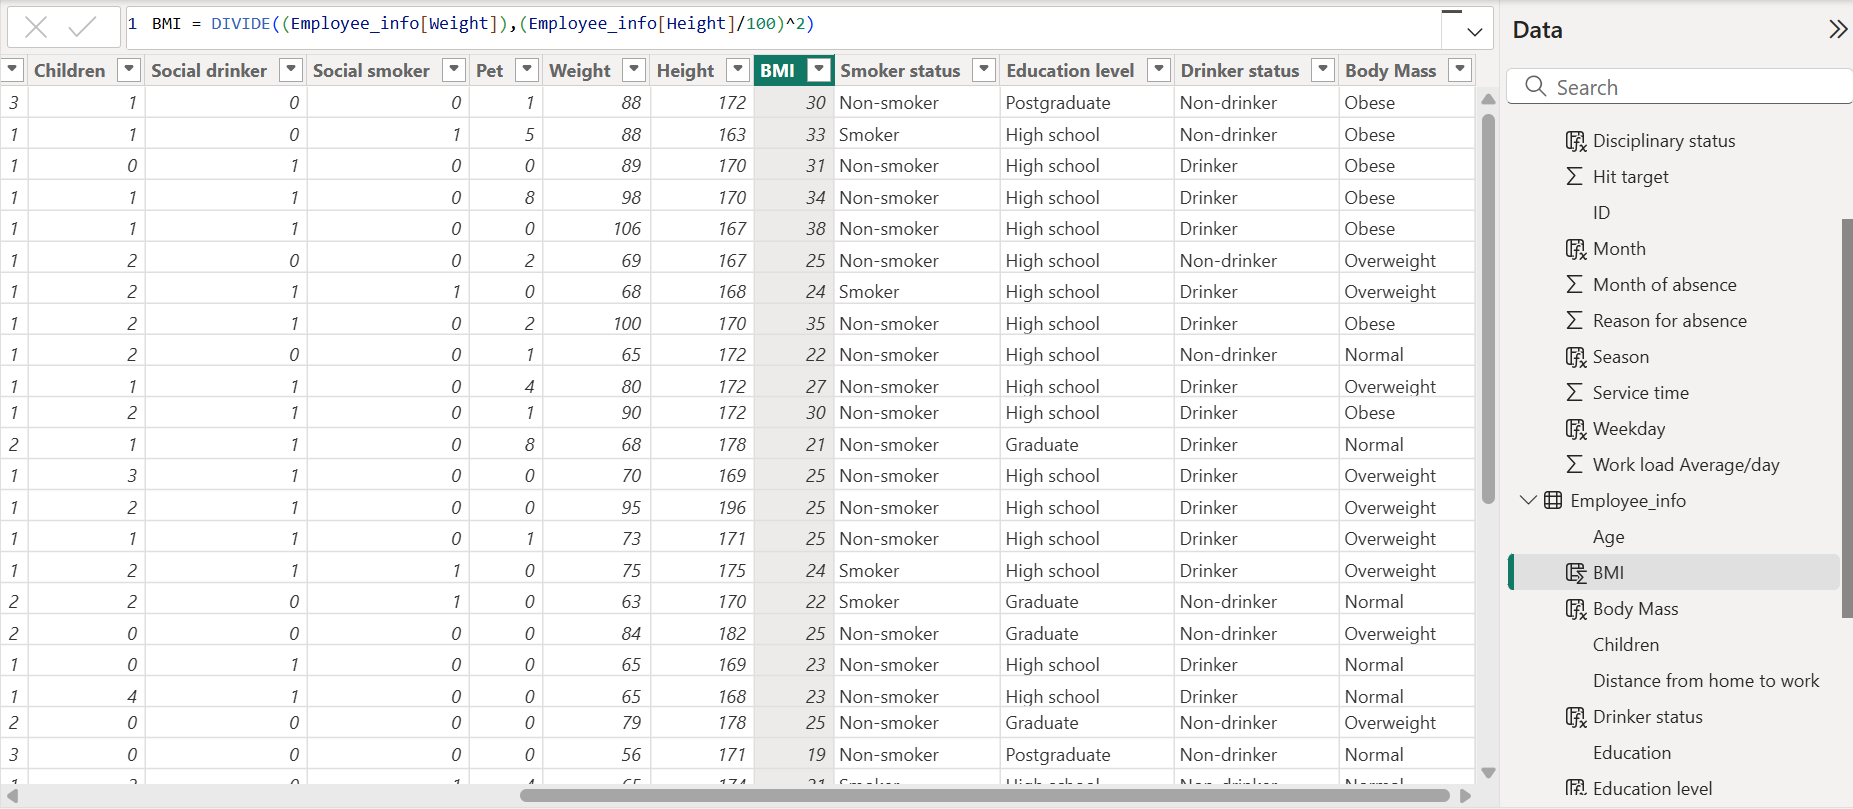 1 BMI = DIVIDE((Employee_info[Weight]),(Employee_info[Height]/100)^2)
Children Social drinker Social smoker Pet Weight Height BMI Smoker status Education level Drinker status Body Mass
3 1 0 0 1 88 172 30 Non-smoker Postgraduate Non-drinker Obese
1 1 0 1 5 88 163 33 Smoker High school Non-drinker Obese
1 0 1 0 0 89 170 31 Non-smoker High school Drinker Obese
1 1 1 0 8 98 170 34 Non-smoker High school Drinker Obese
1 1 1 0 0 106 167 38 Non-smoker High school Drinker Obese
1 2 0 0 2 69 167 25 Non-smoker High school Non-drinker Overweight
1 2 1 1 0 68 168 24 Smoker High school Drinker Overweight
1 2 1 0 2 100 170 35 Non-smoker High school Drinker Obese
1 2 0 0 1 65 172 22 Non-smoker High school Non-drinker Normal
1 1 1 0 4 80 172 27 Non-smoker High school Drinker Overweight
1 2 1 0 1 90 172 30 Non-smoker High school Drinker Obese
2 1 1 0 8 68 178 21 Non-smoker Graduate Drinker Normal
1 3 1 0 0 70 169 25 Non-smoker High school Drinker Overweight
1 2 1 0 0 95 196 25 Non-smoker High school Drinker Overweight
1 1 1 0 1 73 171 25 Non-smoker High school Drinker Overweight
1 2 1 1 0 75 175 24 Smoker High school Drinker Overweight
2 2 0 1 0 63 170 22 Smoker Graduate Non-drinker Normal
2 0 0 0 0 84 182 25 Non-smoker Graduate Non-drinker Overweight
1 0 1 0 0 65 169 23 Non-smoker High school Drinker Normal
1 4 1 0 0 65 168 23 Non-smoker High school Drinker Normal
2 0 0 0 0 79 178 25 Non-smoker Graduate Non-drinker Overweight
3 0 0 0 0 56 171 19 Non-smoker Postgraduate Non-drinker Normal
Data
Search
Disciplinary status
Hit target
ID
Month
Month of absence
Reason for absence
Season
Service time
Weekday
Work load Average/day
Employee_info
Age
BMI
Body Mass
Children
Distance from home to work
Drinker status
Education
Education level